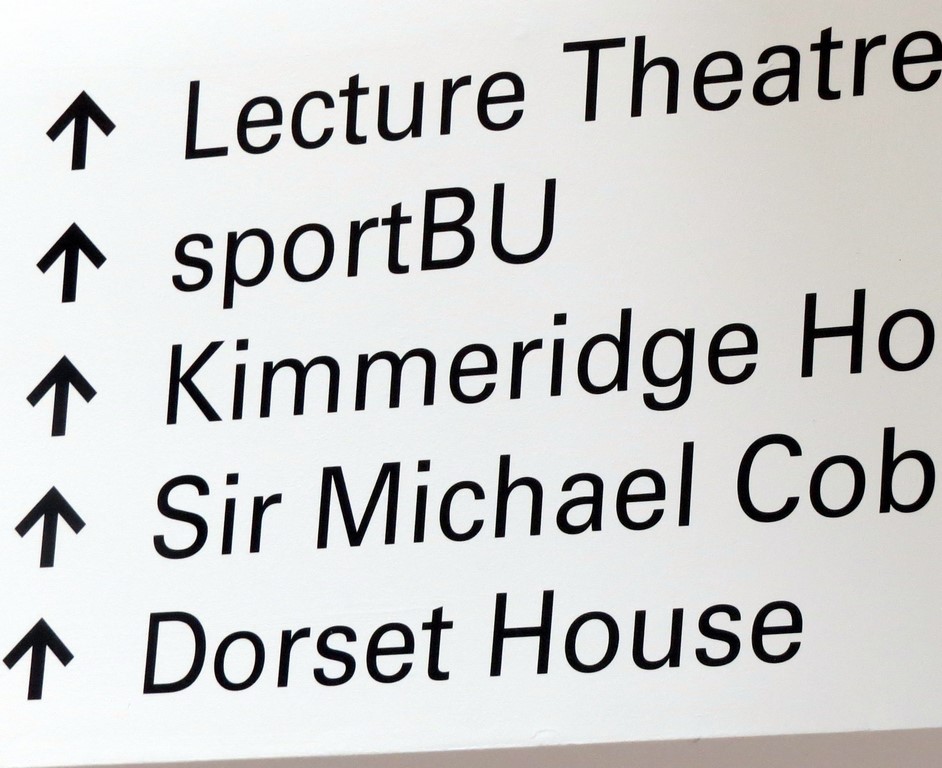 ↑ Lecture Theatre
↑ sportBU
↑ Kimmeridge Ho
↑ Sir Michael Cob
↑ Dorset House